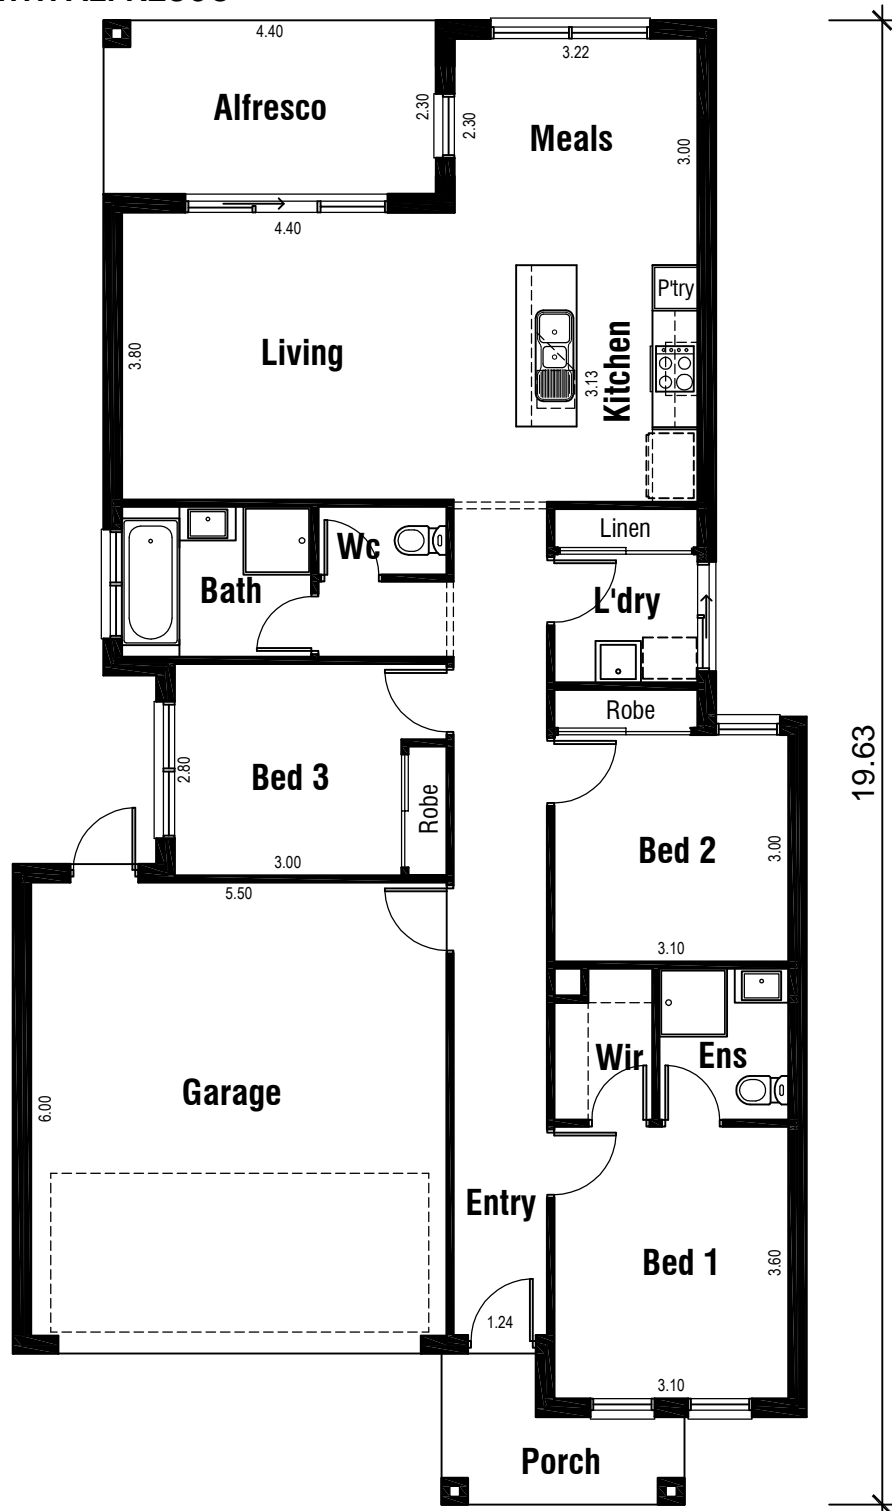 4.40
3.22
Alfresco
2.30
2.30
Meals
3.00
4.40
P'try
3.80
Living
3.13
Kitchen
Linen
Wc
Bath
L'dry
Robe
19.63
2.80
Bed 3
Robe
Bed 2
3.00
3.00
5.50
3.10
Wir
Ens
Garage
6.00
Entry
Bed 1
3.60
1.24
3.10
Porch